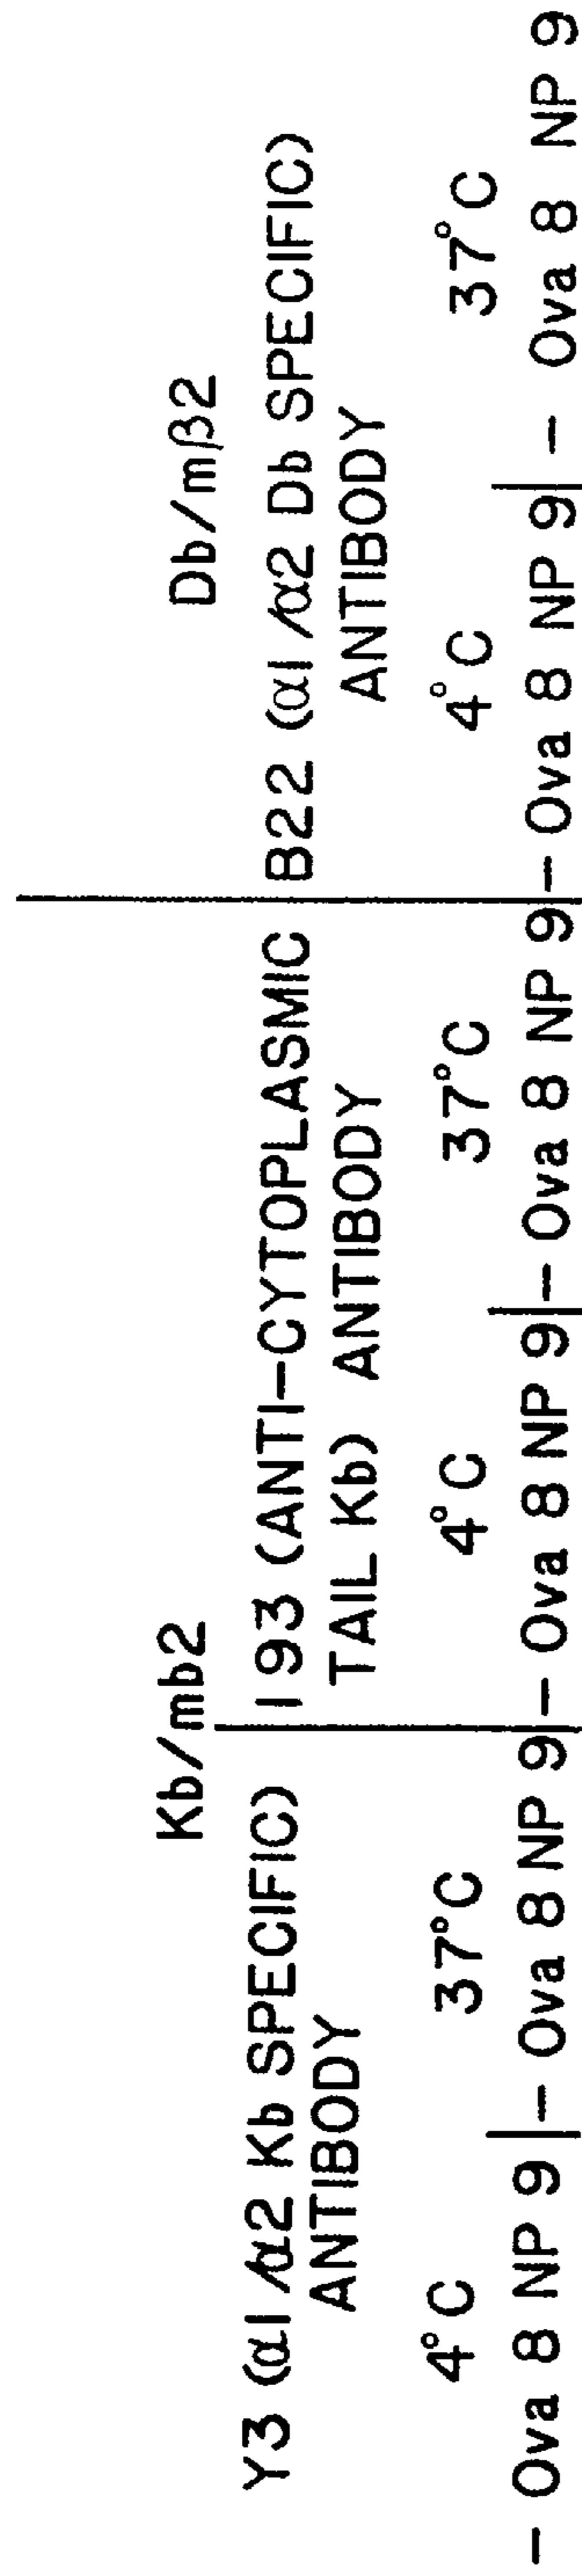 Kb/mb2
Db/mβ2
Y3 (α1/α2 Kb SPECIFIC) ANTIBODY
193 (ANTI-CYTOPLASMIC TAIL Kb) ANTIBODY
B22 (α1/α2 Db SPECIFIC) ANTIBODY
4°C 37°C 4°C 37°C 4°C 37°C
- Ova 8 NP 9 | - Ova 8 NP 9 | - Ova 8 NP 9 | - Ova 8 NP 9 | - Ova 8 NP 9 | - Ova 8 NP 9